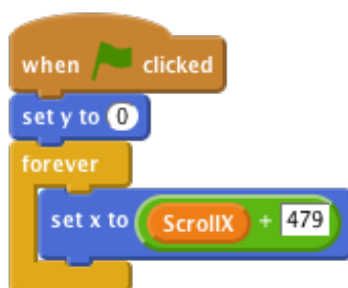 when clicked
set y to 0
forever
set x to ScrollX + 479